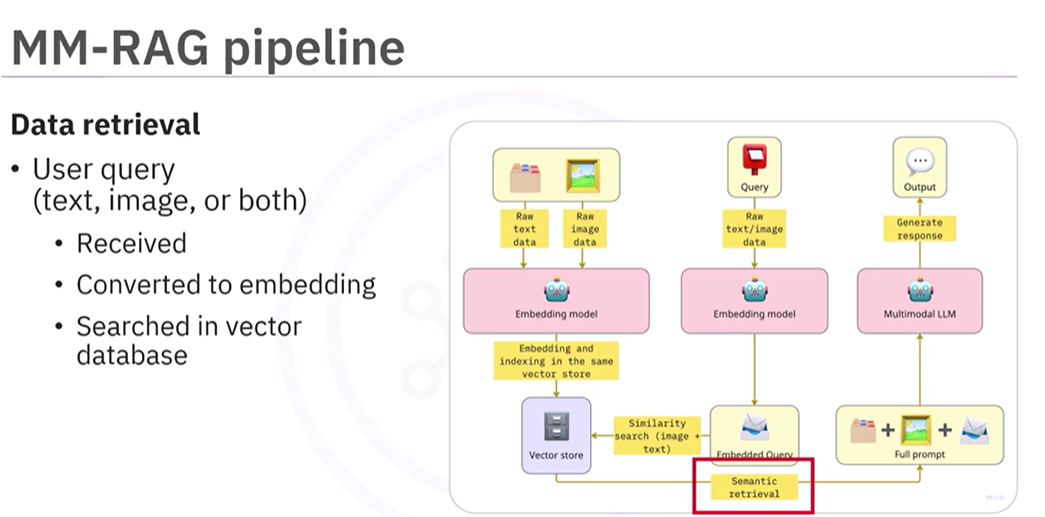 MM-RAG pipeline
Data retrieval
• User query
(text, image, or both)
• Received
• Converted to embedding
• Searched in vector
database
Raw
text
data
Raw
image
data
Embedding model
Embedding and
indexing in the same
vector store
Vector store
Query
Raw
text/image
data
Embedding model
Similarity
search (image +
text)
Embedded Query
Semantic
retrieval
Output
Generate
response
Multimodal LLM
+ +
Full prompt
miro